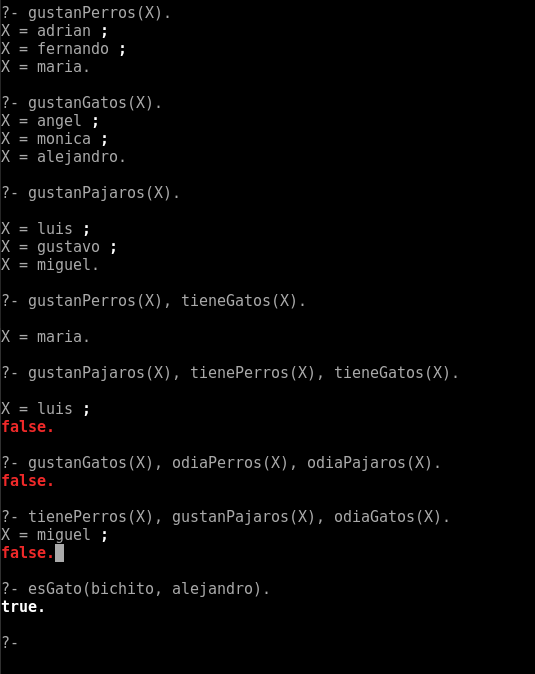 ?- gustanPerros(X).
X = adrian ;
X = fernando ;
X = maria.
?- gustanGatos(X).
X = angel ;
X = monica ;
X = alejandro.
?- gustanPajaros(X).
X = luis ;
X = gustavo ;
X = miguel.
?- gustanPerros(X), tieneGatos(X).
X = maria.
?- gustanPajaros(X), tienePerros(X), tieneGatos(X).
X = luis ;
false.
?- gustanGatos(X), odiaPerros(X), odiaPajaros(X).
false.
?- tienePerros(X), gustanPajaros(X), odiaGatos(X).
X = miguel ;
false.
?- esGato(bichito, alejandro).
true.
?-